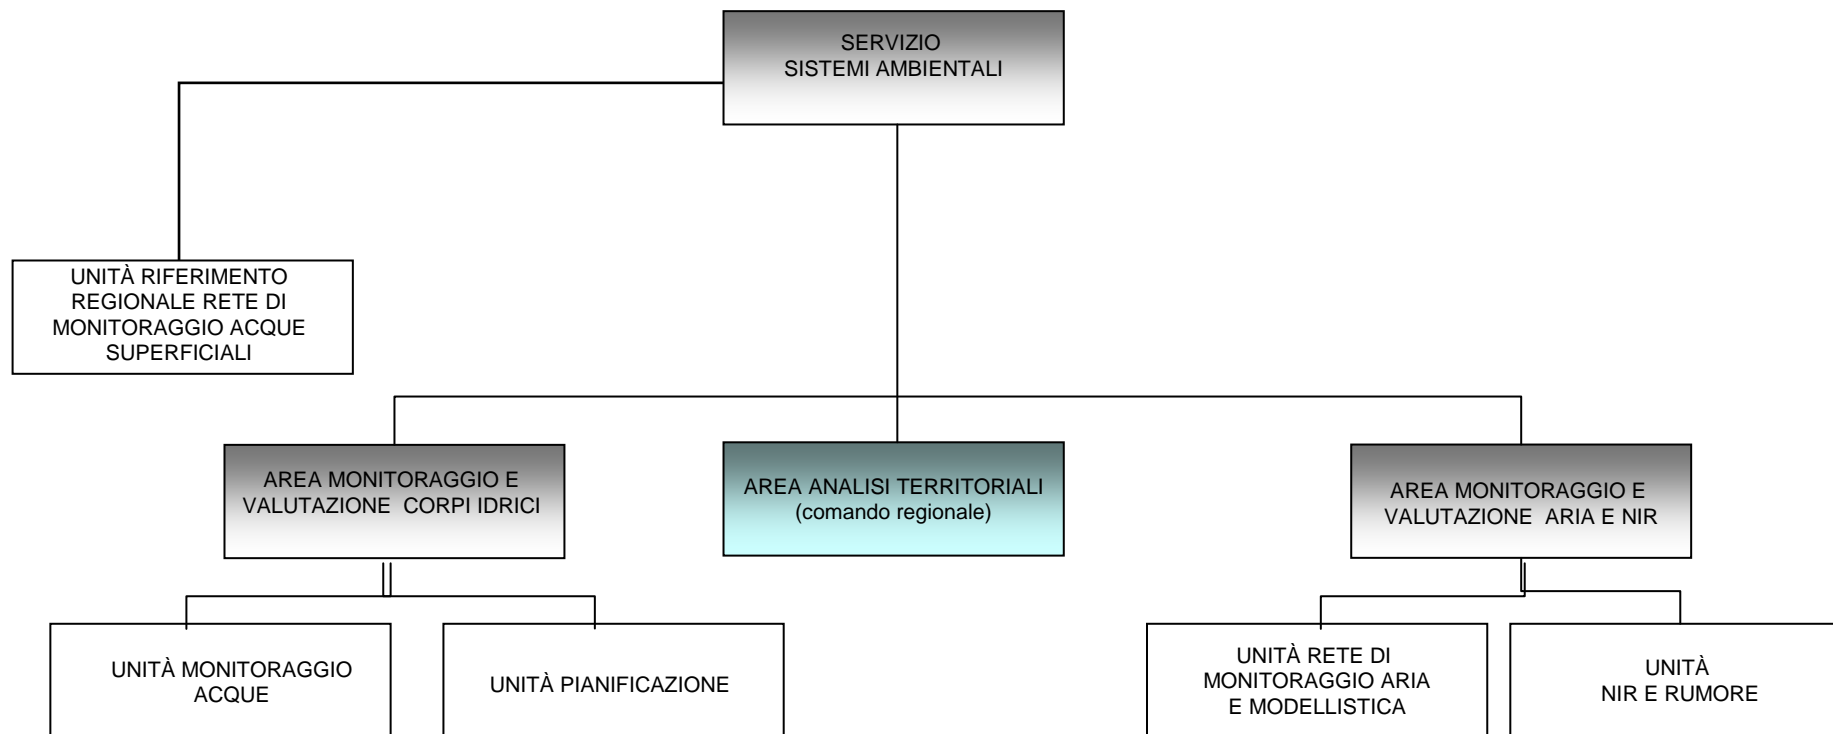 SERVIZIO
SISTEMI AMBIENTALI
UNITÀ RIFERIMENTO
REGIONALE RETE DI
MONITORAGGIO ACQUE
SUPERFICIALI
AREA MONITORAGGIO E
VALUTAZIONE CORPI IDRICI
AREA ANALISI TERRITORIALI
(comando regionale)
AREA MONITORAGGIO E
VALUTAZIONE ARIA E NIR
UNITÀ MONITORAGGIO
ACQUE
UNITÀ PIANIFICAZIONE
UNITÀ RETE DI
MONITORAGGIO ARIA
E MODELLISTICA
UNITÀ
NIR E RUMORE